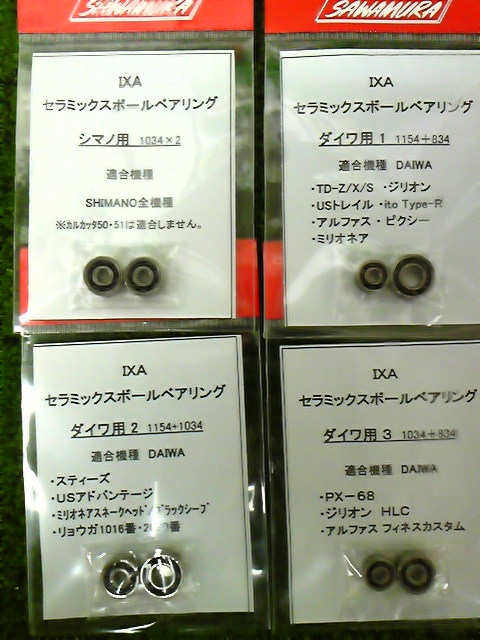 SAWAMURA
IXA
セラミックスボールベアリング
シマノ用 1034×2
適合機種
SHIMANO全機種
※カルカッタ50・51は適合しません。
SAWAMURA
IXA
セラミックスボールベアリング
ダイワ用1 1154+834
適合機種 DAIWA
・TD-Z/X/S ・ジリオン
・USトレイル ・ito Type-R
・アルファス ・ピクシー
・ミリオネア
IXA
セラミックスボールベアリング
ダイワ用2 1154+1034
適合機種 DAIWA
・スティーズ
・USアドバンテージ
・ミリオネアスネークヘッド/ブラックシープ
・リョウガ1016番・2020番
IXA
セラミックスボールベアリング
ダイワ用3 1034+834
適合機種 DAIWA
・PX-68
・ジリオン HLC
・アルファス フィネスカスタム